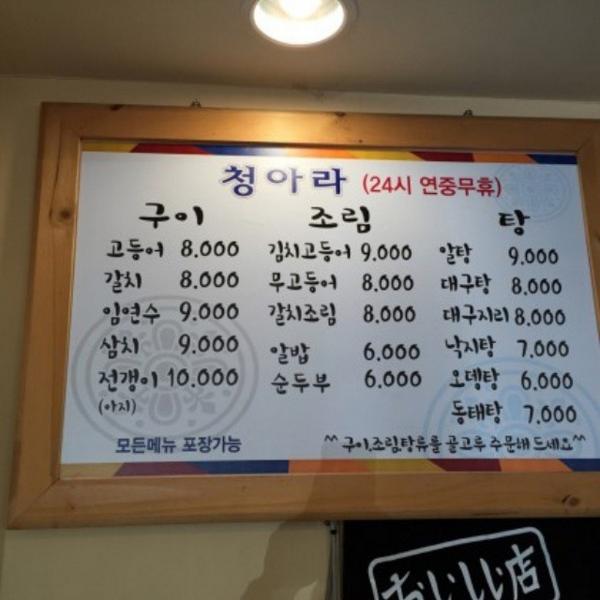 청아라 (24시 연중무휴)
구이 조림 탕
고등어 8.000 김치고등어 9.000 알탕 9.000
갈치 8.000 무고등어 8.000 대구탕 8.000
임연수 9.000 갈치조림 8.000 대구지리 8.000
삼치 9.000 알밥 6.000 낙지탕 7.000
전갱이 10.000 순두부 6.000 오뎅탕 6.000
(아지) 동태탕 7.000
모든메뉴 포장가능 ^^ 구이,조림,탕류를 골고루 주문해 드세요^^
おいしい店